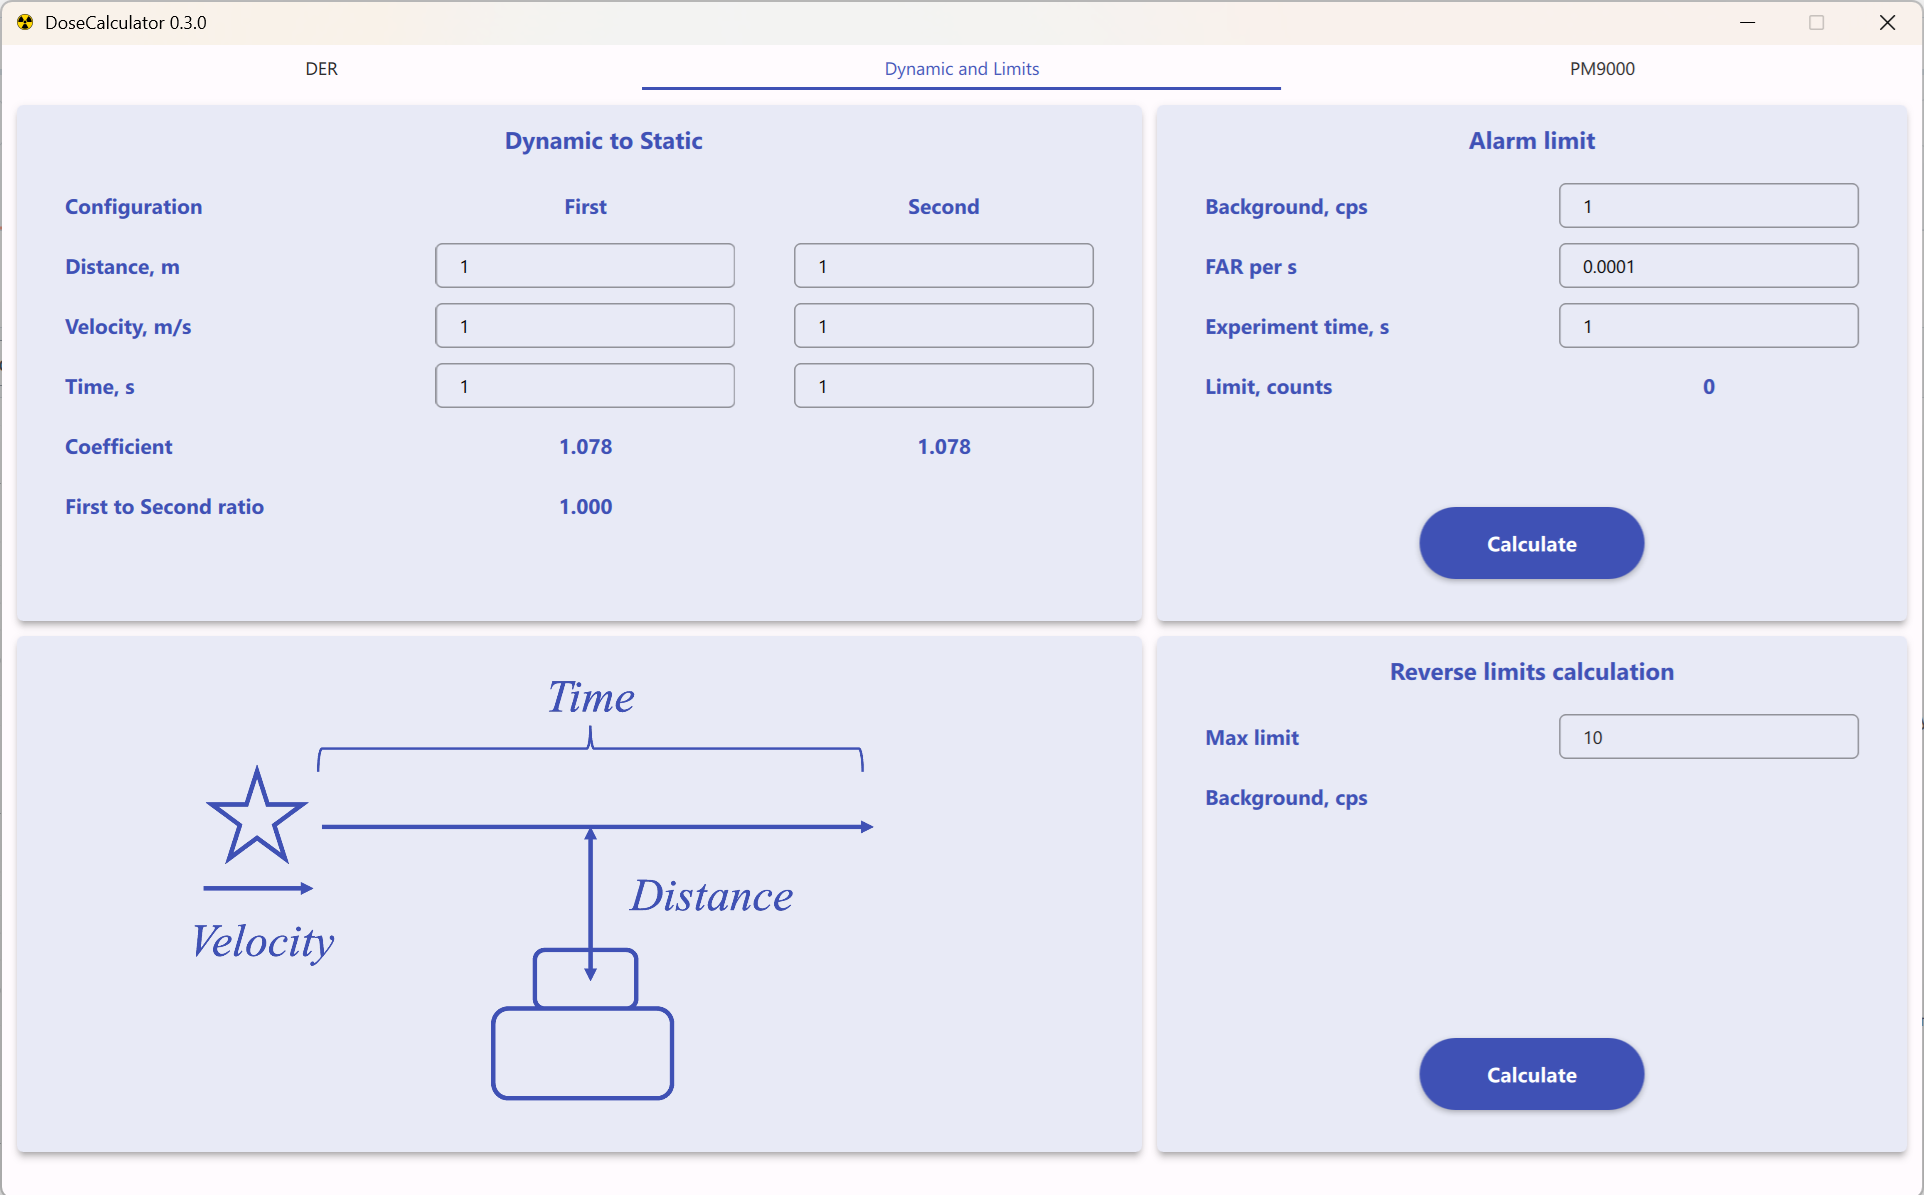 DoseCalculator 0.3.0
DER
Dynamic and Limits
PM9000
Dynamic to Static
Configuration First Second
Distance, m 1 1
Velocity, m/s 1 1
Time, s 1 1
Coefficient 1.078 1.078
First to Second ratio 1.000
Alarm limit
Background, cps 1
FAR per s 0.0001
Experiment time, s 1
Limit, counts 0
Calculate
Time
Velocity
Distance
Reverse limits calculation
Max limit 10
Background, cps
Calculate